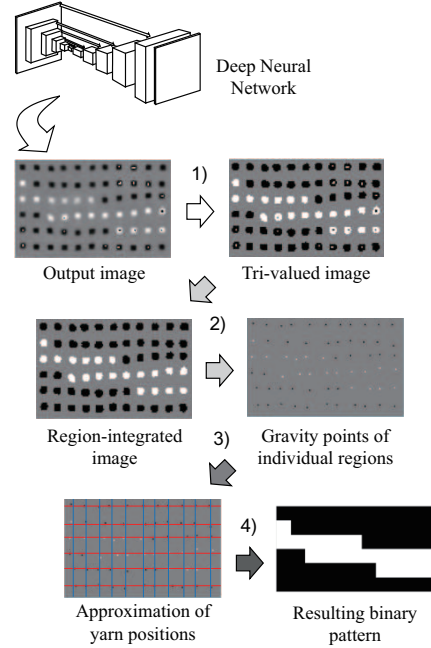 Deep Neural
Network
1)
Output image
Tri-valued image
2)
Region-integrated
image
Gravity points of
individual regions
3)
4)
Approximation of
yarn positions
Resulting binary
pattern